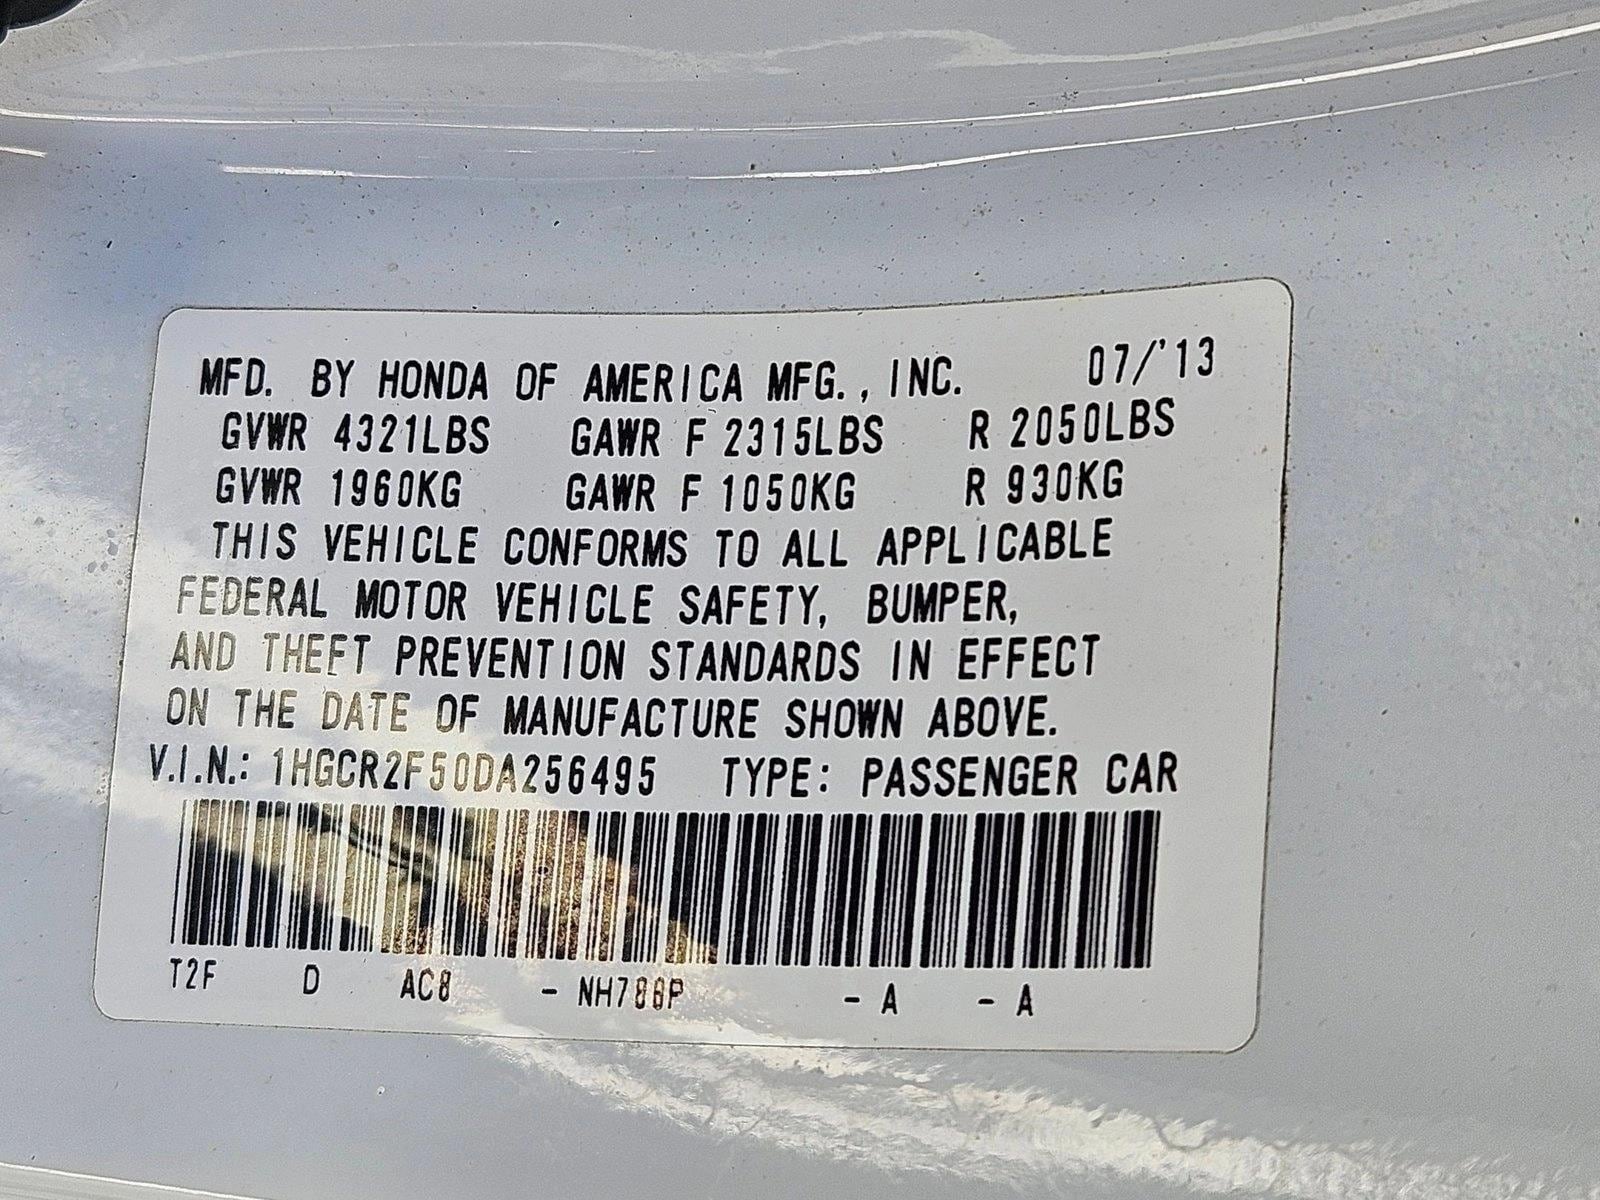 MFD. BY HONDA OF AMERICA MFG., INC. 07/'13
GVWR 4321LBS GAWR F 2315LBS R 2050LBS
GVWR 1960KG GAWR F 1050KG R 930KG
THIS VEHICLE CONFORMS TO ALL APPLICABLE
FEDERAL MOTOR VEHICLE SAFETY, BUMPER,
AND THEFT PREVENTION STANDARDS IN EFFECT
ON THE DATE OF MANUFACTURE SHOWN ABOVE.
V.I.N.: 1HGCR2F50DA256495 TYPE: PASSENGER CAR
T2F D AC8 - NH788P - A - A